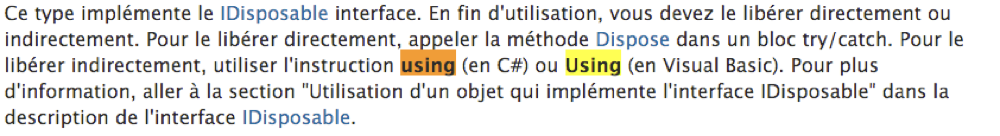 Ce type implémente le IDisposable interface. En fin d'utilisation, vous devez le libérer directement ou
indirectement. Pour le libérer directement, appeler la méthode Dispose dans un bloc try/catch. Pour le
libérer indirectement, utiliser l'instruction using (en C#) ou Using (en Visual Basic). Pour plus
d'information, aller à la section "Utilisation d'un objet qui implémente l'interface IDisposable" dans la
description de l'interface IDisposable.